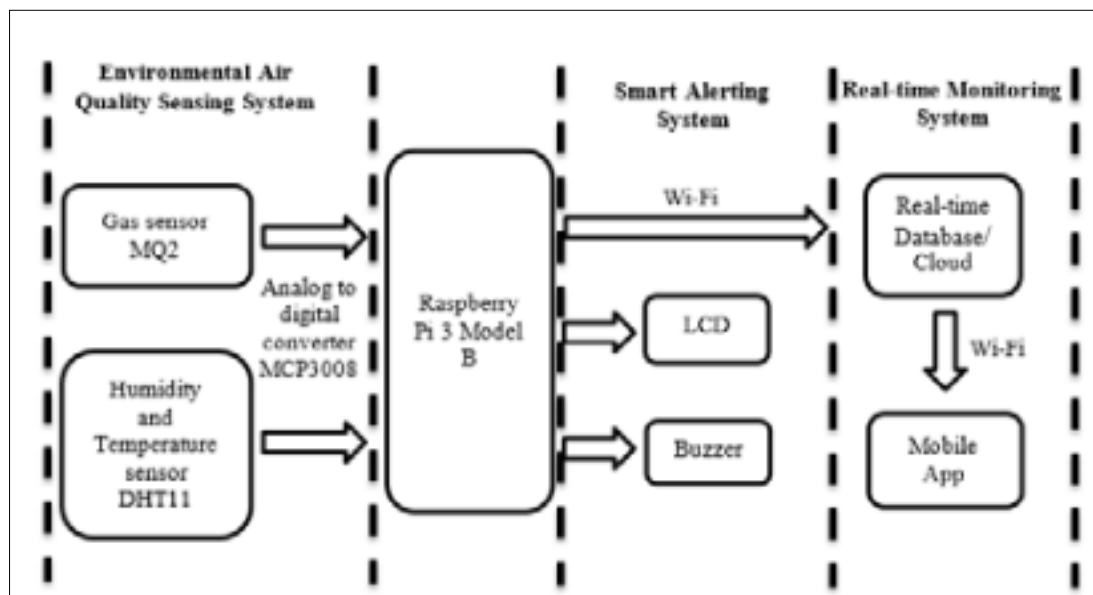 Environmental Air
Quality Sensing System
Gas sensor
MQ2
Analog to
digital
converter
MCP3008
Humidity
and
Temperature
sensor
DHT11
Raspberry
Pi 3 Model
B
Smart Alerting
System
Wi-Fi
LCD
Buzzer
Real-time Monitoring
System
Real-time
Database/
Cloud
Wi-Fi
Mobile
App